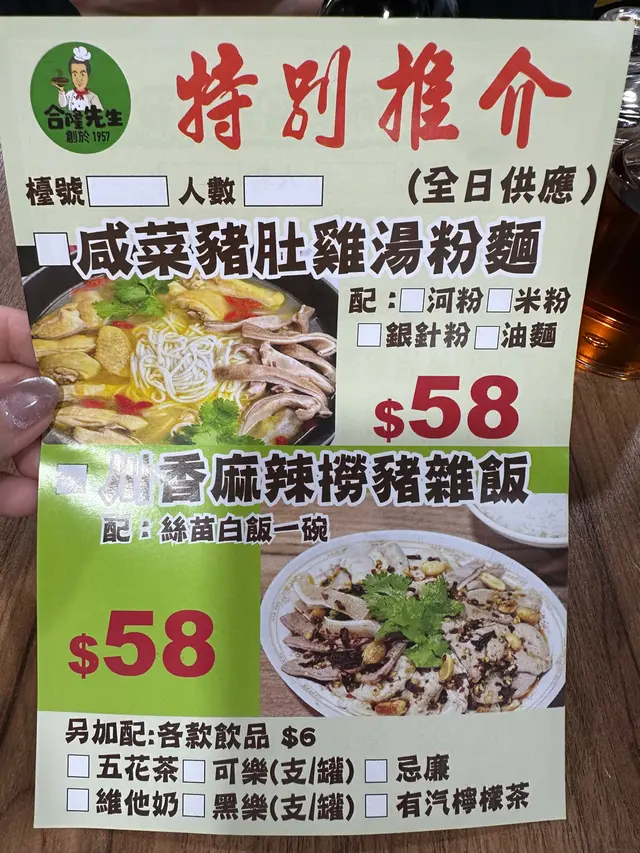 合隆先生
創於1957
特別推介
檯號 人數 (全日供應)
咸菜豬肚雞湯粉麵
配:河粉 米粉
銀針粉 油麵
$58
川香麻辣撈豬雜飯
配:絲苗白飯一碗
$58
另加配:各款飲品 $6
五花茶 可樂(支/罐) 忌廉
維他奶 黑樂(支/罐) 有汽檸檬茶